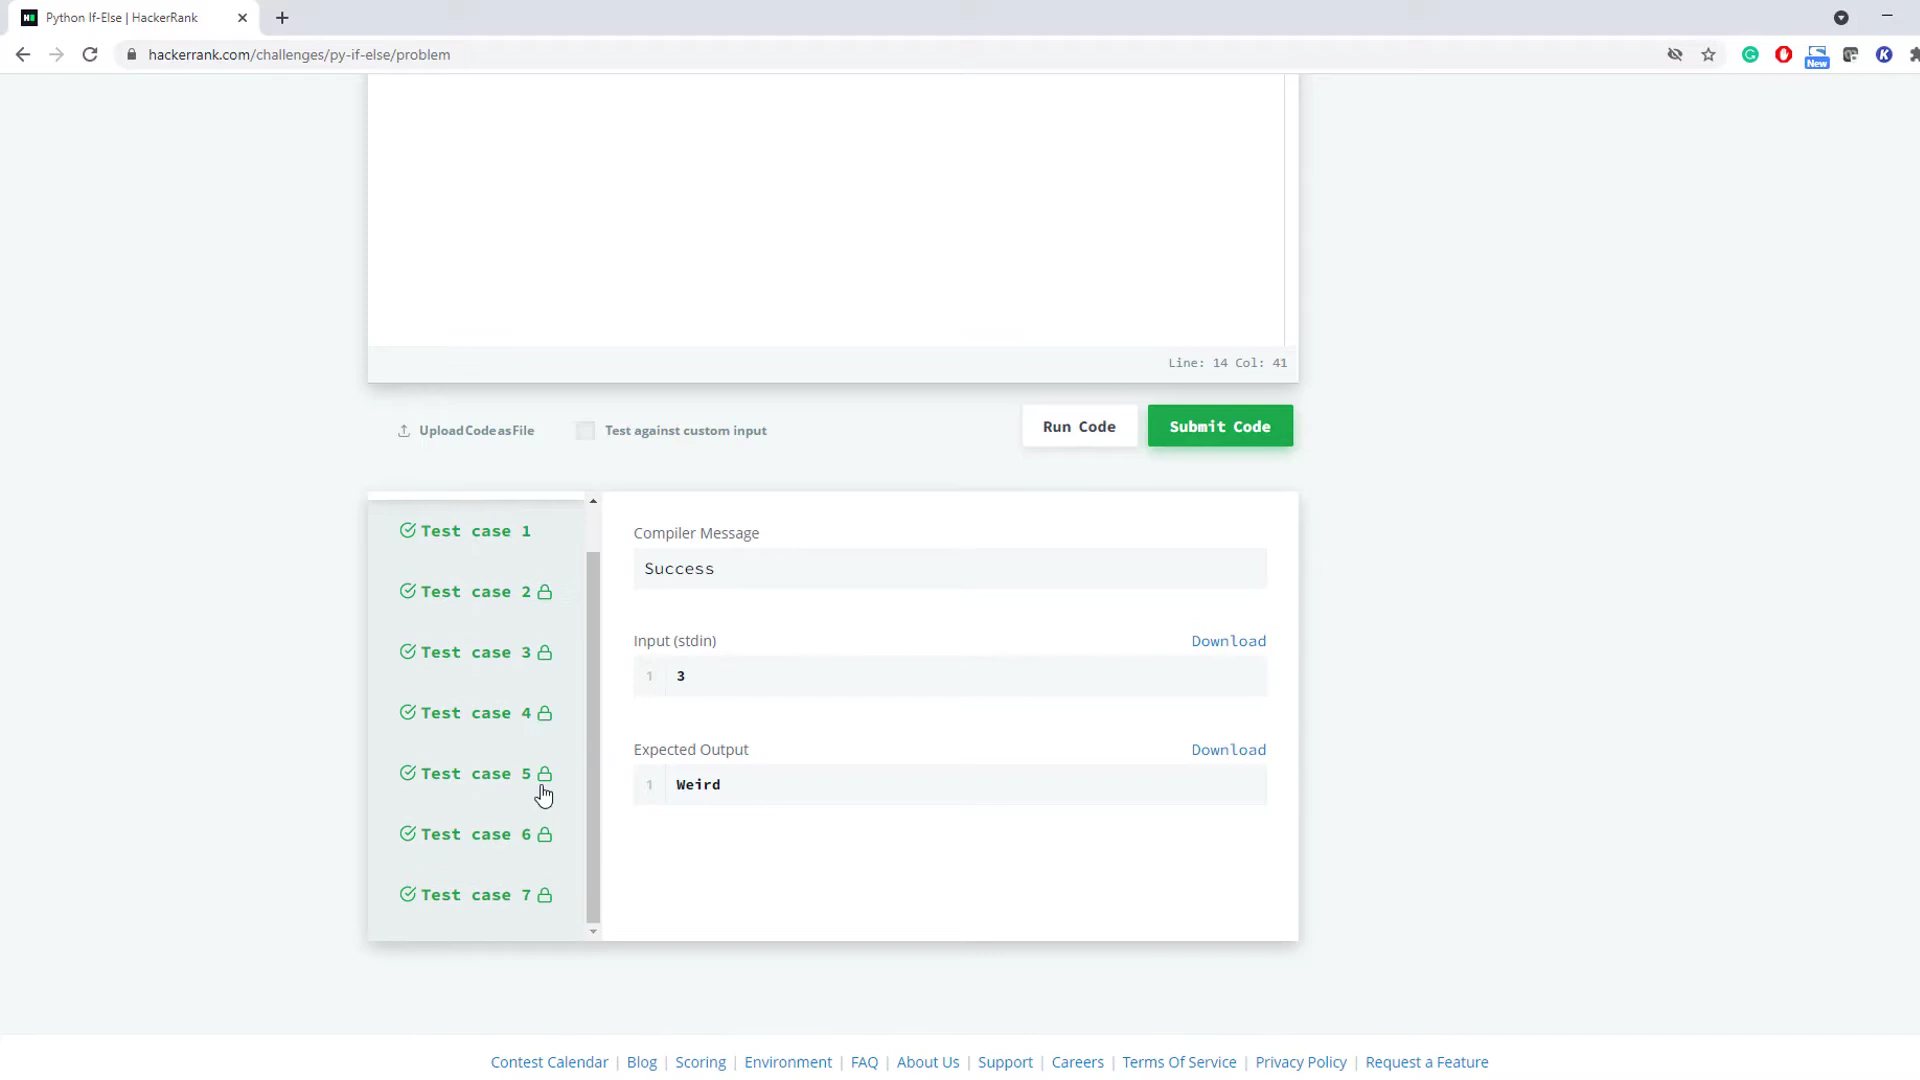 Python If-Else | HackerRank
hackerrank.com/challenges/py-if-else/problem
New
K
Line: 14 Col: 41
Upload Code as File
Test against custom input
Run Code
Submit Code
Test case 1
Test case 2
Test case 3
Test case 4
Test case 5
Test case 6
Test case 7
Compiler Message
Success
Input (stdin)
Download
1 3
Expected Output
Download
1 Weird
Contest Calendar | Blog | Scoring | Environment | FAQ | About Us | Support | Careers | Terms Of Service | Privacy Policy | Request a Feature